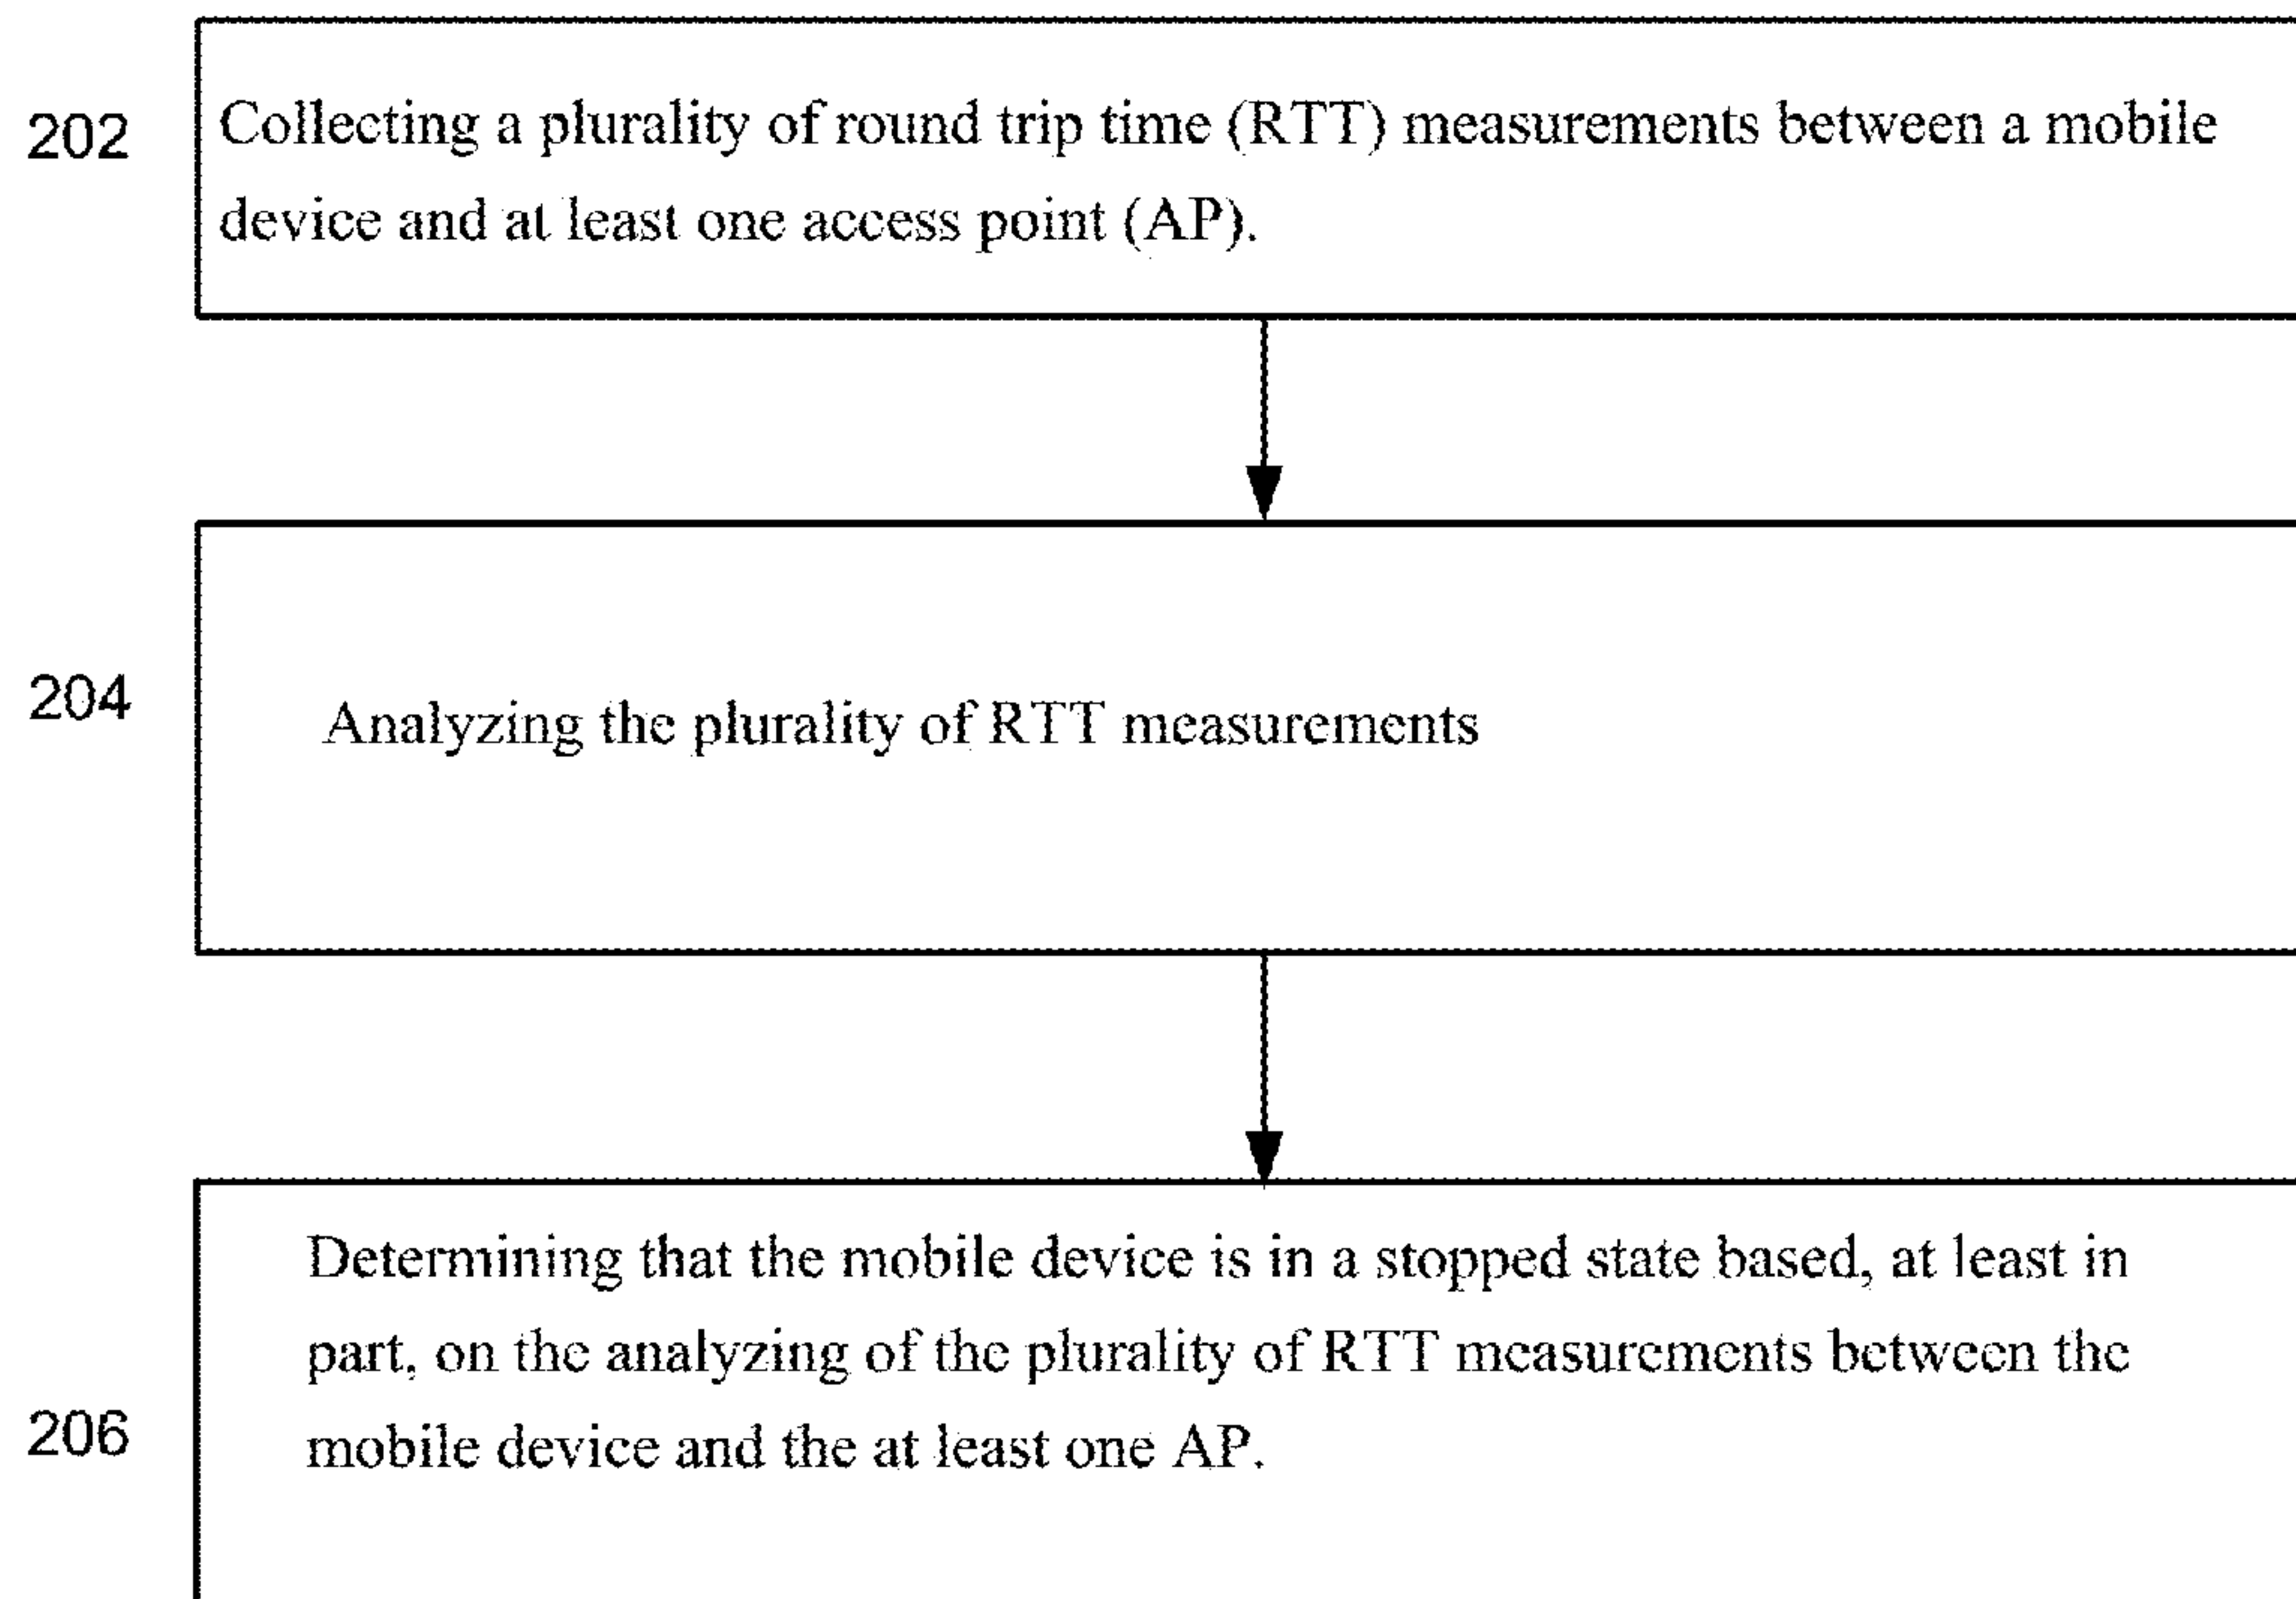 202
Collecting a plurality of round trip time (RTT) measurements between a mobile
device and at least one access point (AP).
204
Analyzing the plurality of RTT measurements
Determining that the mobile device is in a stopped state based, at least in
part, on the analyzing of the plurality of RTT measurements between the
206
mobile device and the at least one AP.